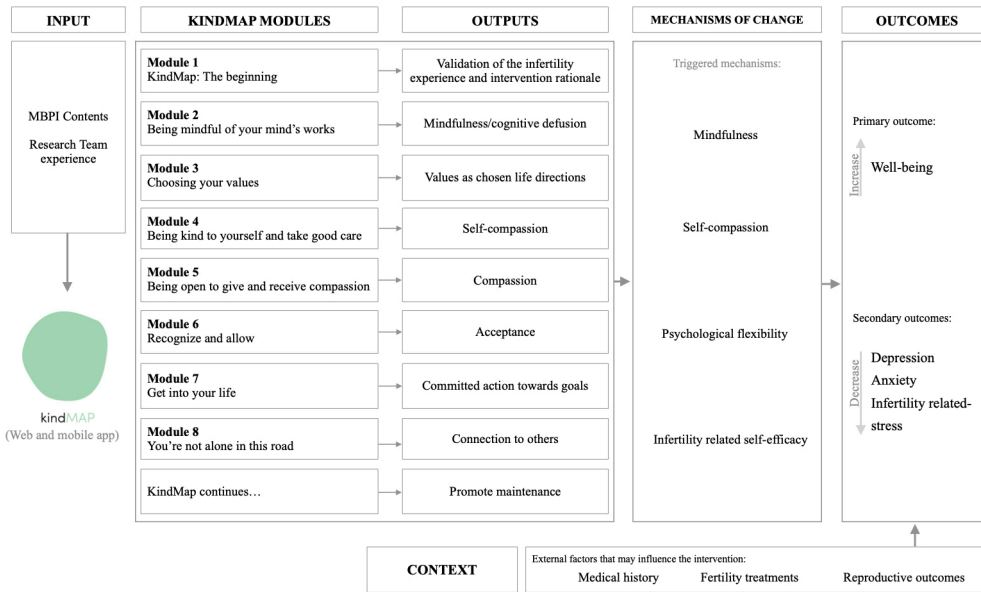 INPUT
KINDMAP MODULES
OUTPUTS
MECHANISMS OF CHANGE
OUTCOMES
MBPI Contents
Research Team
experience
kindMAP
(Web and mobile app)
Module 1
KindMap: The beginning
Validation of the infertility
experience and intervention rationale
Module 2
Being mindful of your mind's works
Mindfulness/cognitive defusion
Module 3
Choosing your values
Values as chosen life directions
Module 4
Being kind to yourself and take good care
Self-compassion
Module 5
Being open to give and receive compassion
Compassion
Module 6
Recognize and allow
Acceptance
Module 7
Get into your life
Committed action towards goals
Module 8
You're not alone in this road
Connection to others
KindMap continues…
Promote maintenance
Triggered mechanisms:
Mindfulness
Self-compassion
Psychological flexibility
Infertility related self-efficacy
Primary outcome:
Increase
Well-being
Secondary outcomes:
Decrease
Depression
Anxiety
Infertility related-
stress
CONTEXT
External factors that may influence the intervention:
Medical history Fertility treatments Reproductive outcomes